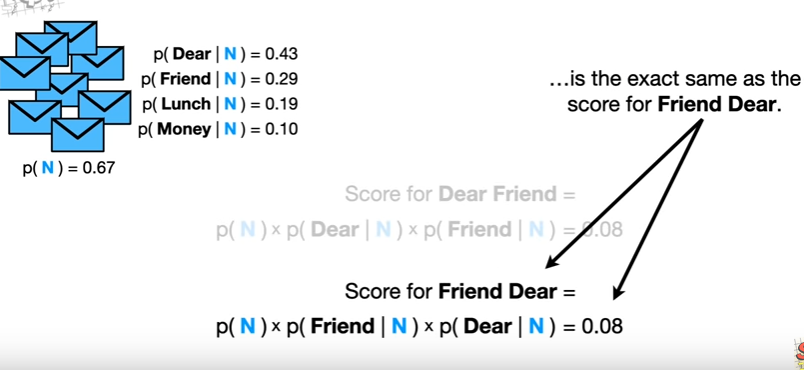 p( Dear | N ) = 0.43
p( Friend | N ) = 0.29
p( Lunch | N ) = 0.19
p( Money | N ) = 0.10
p( N ) = 0.67
...is the exact same as the
score for Friend Dear.
Score for Dear Friend =
p( N ) × p( Dear | N ) × p( Friend | N ) = 0.08
Score for Friend Dear =
p( N ) × p( Friend | N ) × p( Dear | N ) = 0.08